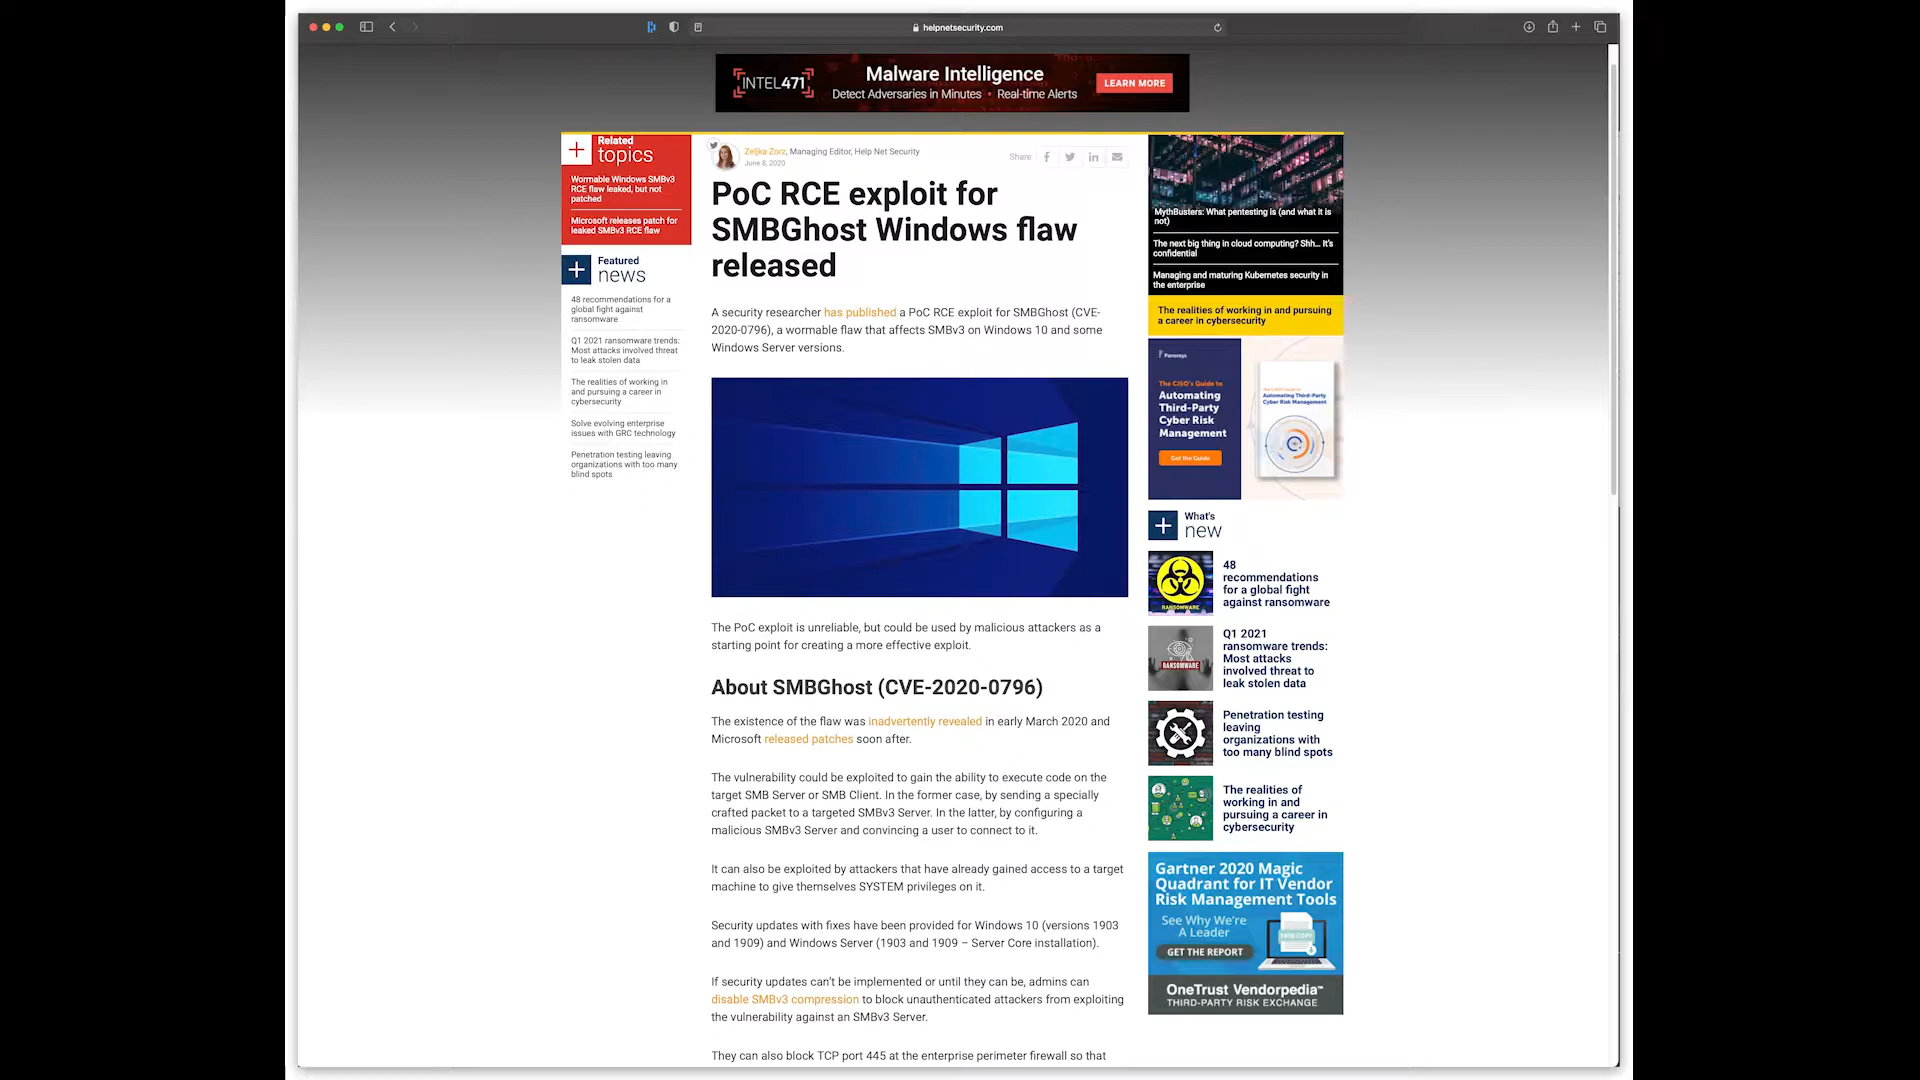 helpnetsecurity.com
INTEL471
Malware Intelligence
Detect Adversaries in Minutes • Real-time Alerts
LEARN MORE
Related
topics
Wormable Windows SMBv3
RCE flaw leaked, but not
patched
Microsoft releases patch for
leaked SMBv3 RCE flaw
Featured
news
48 recommendations for a
global fight against
ransomware
Q1 2021 ransomware trends:
Most attacks involved threat
to leak stolen data
The realities of working in
and pursuing a career in
cybersecurity
Solve evolving enterprise
issues with GRC technology
Penetration testing leaving
organizations with too many
blind spots
Zeljka Zorz, Managing Editor, Help Net Security
June 8, 2020
Share
PoC RCE exploit for
SMBGhost Windows flaw
released
A security researcher has published a PoC RCE exploit for SMBGhost (CVE-
2020-0796), a wormable flaw that affects SMBv3 on Windows 10 and some
Windows Server versions.
The PoC exploit is unreliable, but could be used by malicious attackers as a
starting point for creating a more effective exploit.
About SMBGhost (CVE-2020-0796)
The existence of the flaw was inadvertently revealed in early March 2020 and
Microsoft released patches soon after.
The vulnerability could be exploited to gain the ability to execute code on the
target SMB Server or SMB Client. In the former case, by sending a specially
crafted packet to a targeted SMBv3 Server. In the latter, by configuring a
malicious SMBv3 Server and convincing a user to connect to it.
It can also be exploited by attackers that have already gained access to a target
machine to give themselves SYSTEM privileges on it.
Security updates with fixes have been provided for Windows 10 (versions 1903
and 1909) and Windows Server (1903 and 1909 – Server Core installation).
If security updates can't be implemented or until they can be, admins can
disable SMBv3 compression to block unauthenticated attackers from exploiting
the vulnerability against an SMBv3 Server.
They can also block TCP port 445 at the enterprise perimeter firewall so that
MythBusters: What pentesting is (and what it is
not)
The next big thing in cloud computing? Shh... It's
confidential
Managing and maturing Kubernetes security in
the enterprise
The realities of working in and pursuing
a career in cybersecurity
Panorays
The CISO's Guide to
Automating
Third-Party
Cyber Risk
Management
Get the Guide
The CISO's Guide to
Automating Third-Party
Cyber Risk Management
What's
new
RANSOMWARE
48
recommendations
for a global fight
against ransomware
RANSOMWARE
Q1 2021
ransomware trends:
Most attacks
involved threat to
leak stolen data
Penetration testing
leaving
organizations with
too many blind spots
The realities of
working in and
pursuing a career in
cybersecurity
Gartner 2020 Magic
Quadrant for IT Vendor
Risk Management Tools
See Why We're
A Leader
FREE COPY
GET THE REPORT
OneTrust Vendorpedia™
THIRD-PARTY RISK EXCHANGE